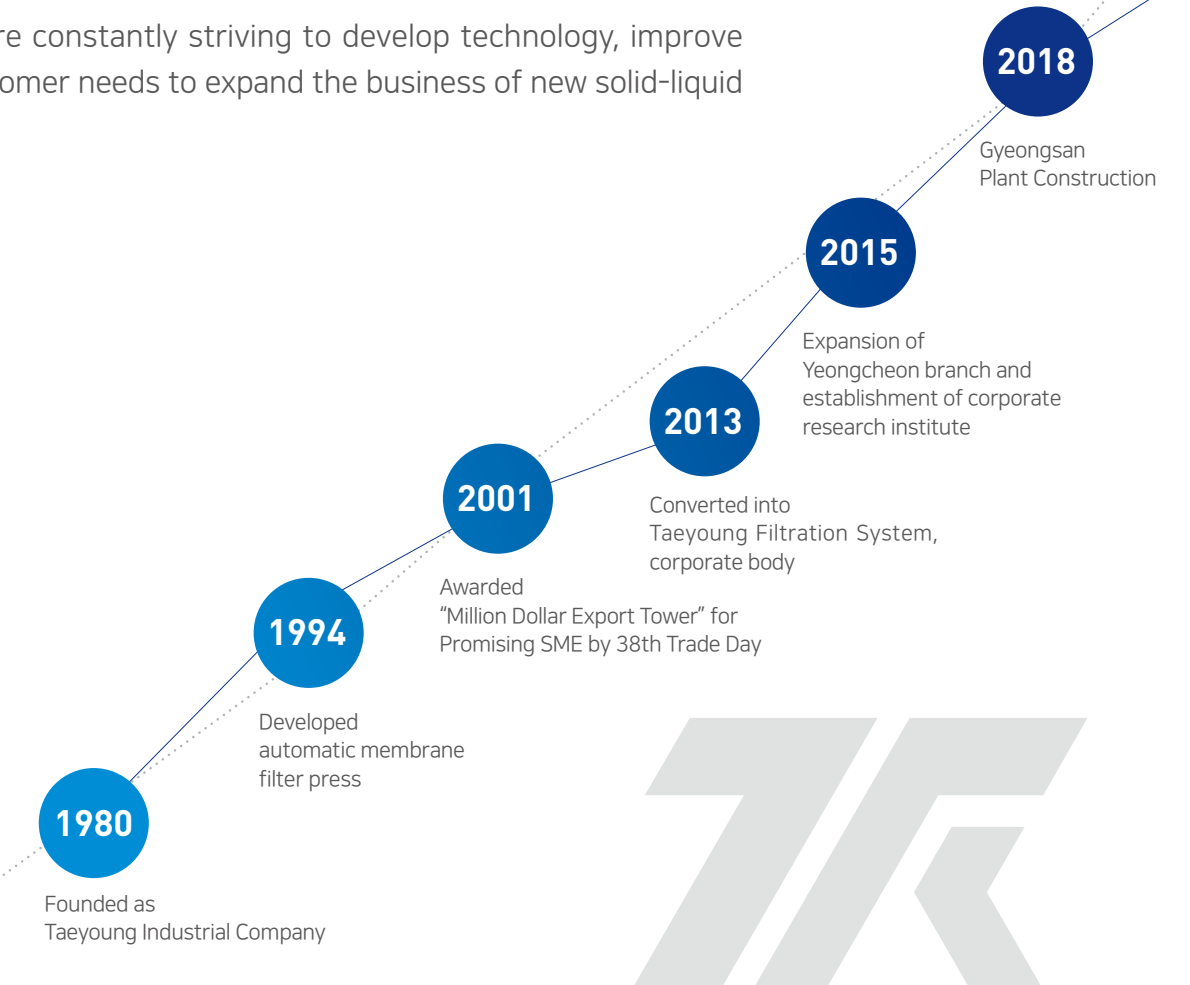 re constantly striving to develop technology, improve
omer needs to expand the business of new solid-liquid
2018
Gyeongsan
Plant Construction
2015
Expansion of
Yeongcheon branch and
establishment of corporate
research institute
2013
Converted into
Taeyoung Filtration System,
corporate body
2001
Awarded
“Million Dollar Export Tower” for
Promising SME by 38th Trade Day
1994
Developed
automatic membrane
filter press
1980
Founded as
Taeyoung Industrial Company